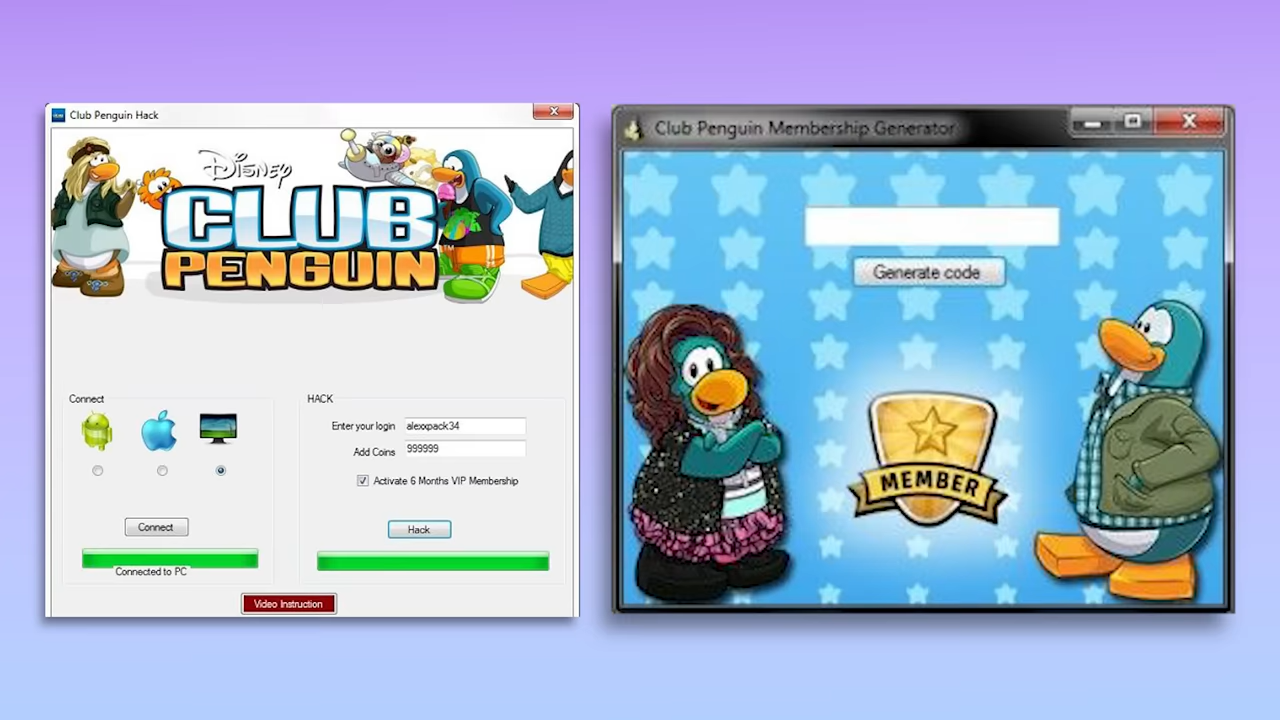 Club Penguin Hack
DISNEY
CLUB
PENGUIN
TM
Connect
Connect
Connected to PC
HACK
Enter your login alexxpack34
Add Coins 999999
Activate 6 Months VIP Membership
Hack
Video Instruction
Club Penguin Membership Generator
Generate code
MEMBER